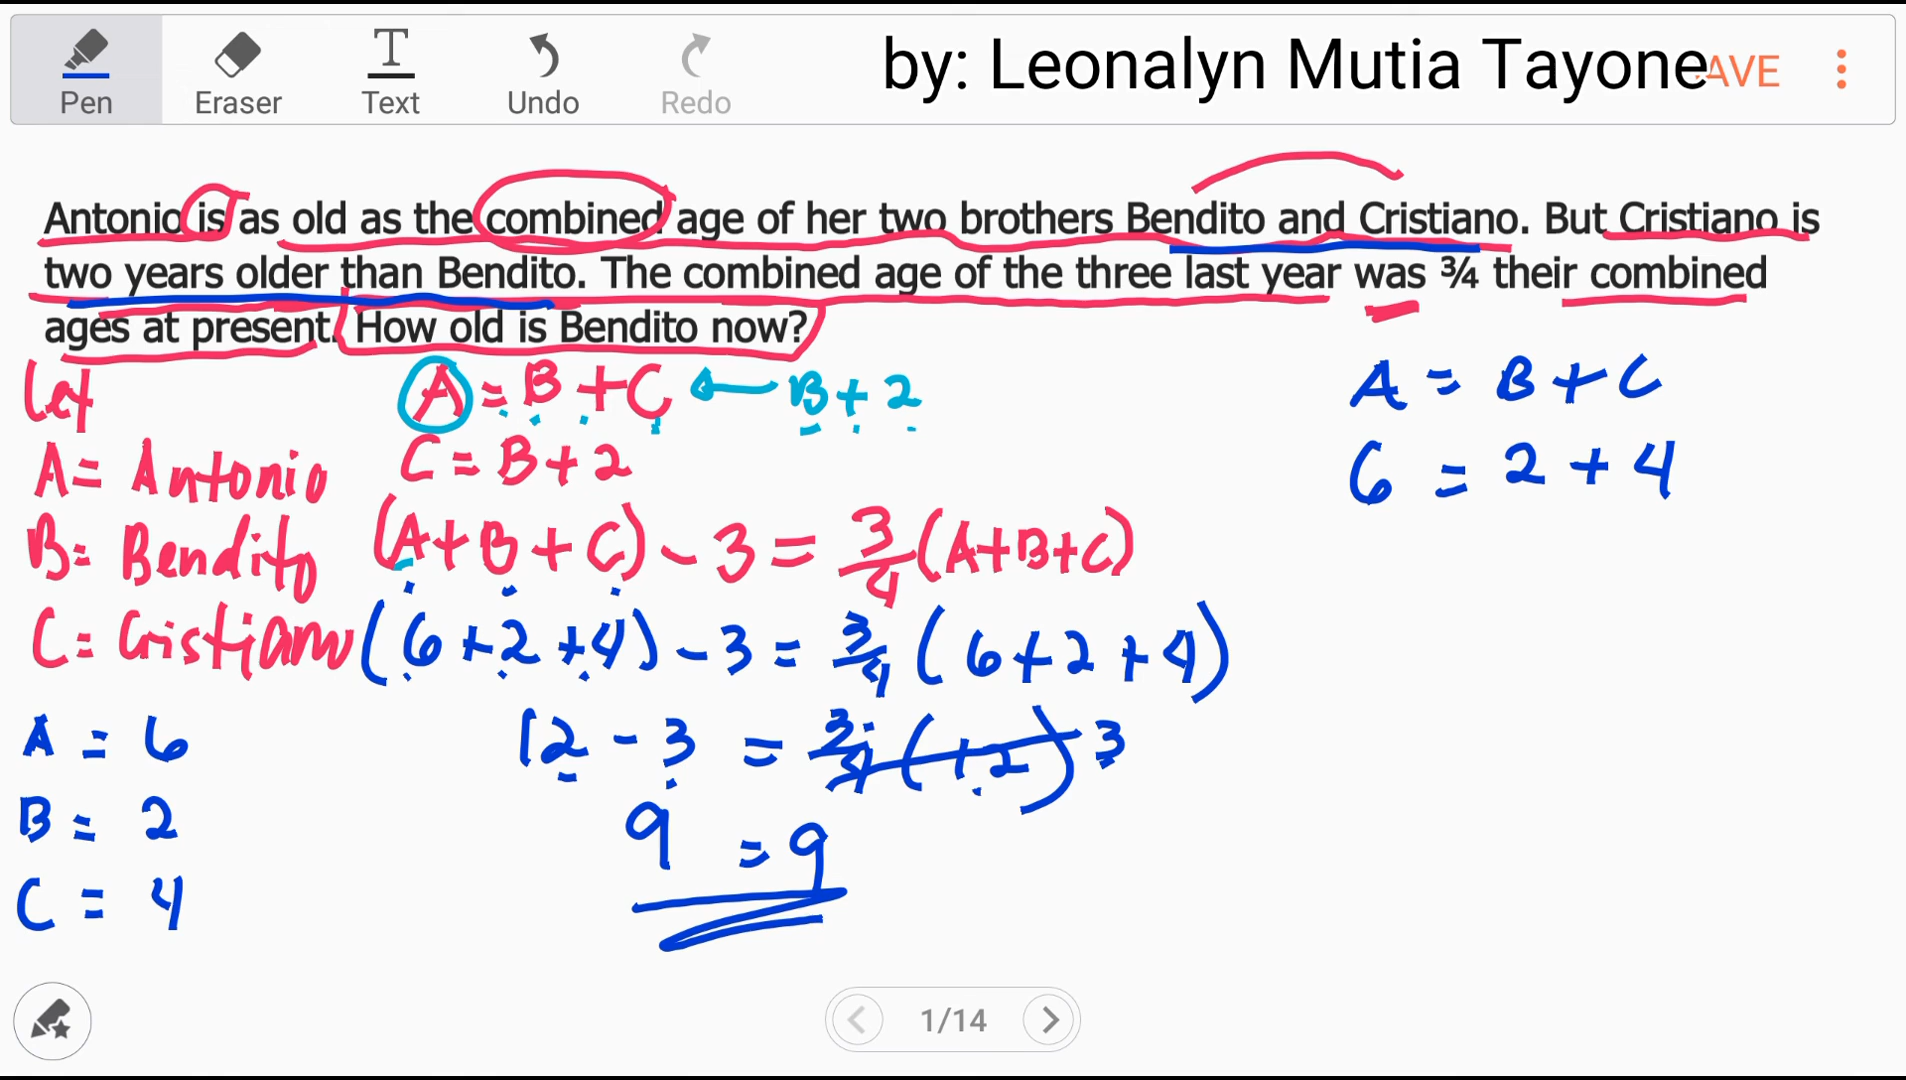 Pen Eraser Text Undo Redo by: Leonalyn Mutia Tayone AVE
Antonio is as old as the combined age of her two brothers Bendito and Cristiano. But Cristiano is
two years older than Bendito. The combined age of the three last year was ¾ their combined
ages at present. How old is Bendito now?
Let
A = B + C ← B + 2
A = B + C
A = Antonio
C = B + 2
6 = 2 + 4
B = Bendito
(A + B + C) - 3 = 3/4 (A + B + C)
C = Cristiano
(6 + 2 + 4) - 3 = 3/4 (6 + 2 + 4)
A = 6
12 - 3 = 3/4 (12) 3
B = 2
9 = 9
C = 4
1/14